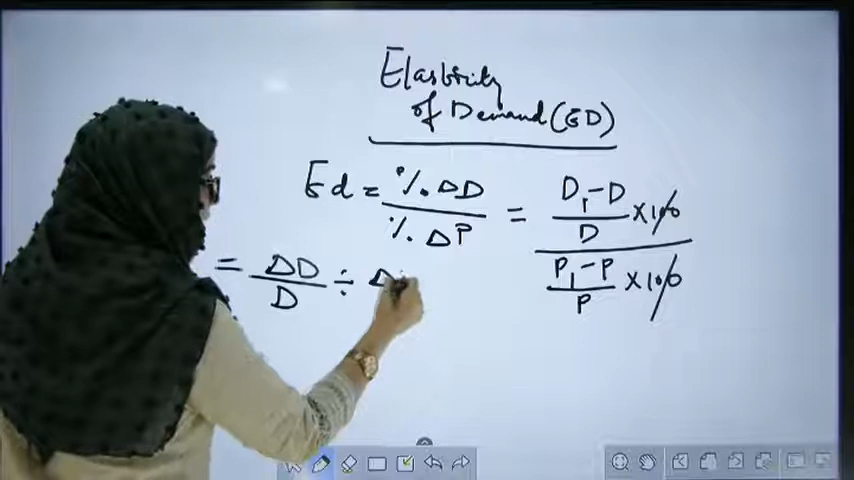 Elasticity
of Demand (ED)
Ed = % ΔD / % ΔP = D₁-D / D ×100 / P₁-P / P ×100
= ΔD / D ÷ Δ